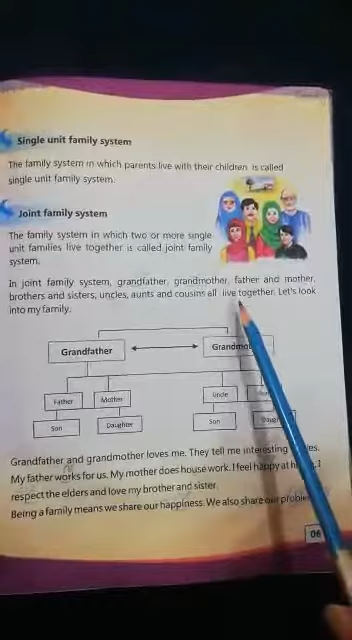 Single unit family system
The family system in which parents live with their children is called
single unit family system.
Joint family system
The family system in which two or more single
unit families live together is called joint family
system.
In joint family system, grandfather, grandmother, father and mother,
brothers and sisters, uncles, aunts and cousins all live together. Let's look
into my family.
Grandfather
Father Mother Uncle
Son Daughter Son
Grandfather and grandmother loves me. They tell me interesting
My father works for us. My mother does house work. I feel happy at I
respect the elders and love my brother and sister.
Being a family means we share our happiness. We also share our
06